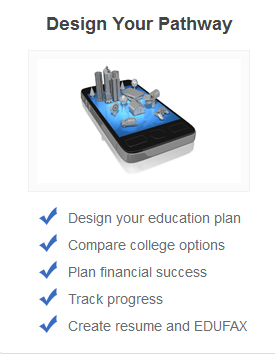 Design Your Pathway
Design your education plan
Compare college options
Plan financial success
Track progress
Create resume and EDUFAX